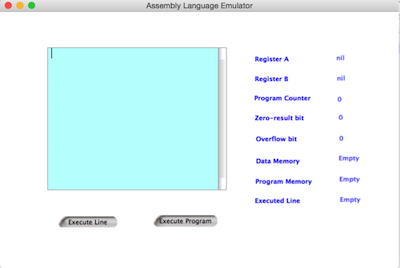 Assembly Language Emulator
Register A nil
Register B nil
Program Counter 0
Zero-result bit 0
Overflow bit 0
Data Memory Empty
Program Memory Empty
Executed Line Empty
Execute Line Execute Program